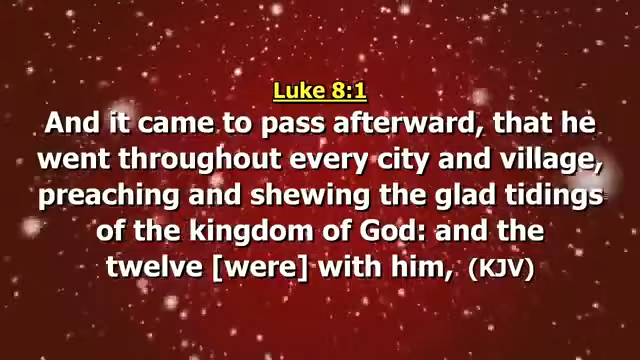 Luke 8:1
And it came to pass afterward, that he
went throughout every city and village,
preaching and shewing the glad tidings
of the kingdom of God: and the
twelve [were] with him, (KJV)